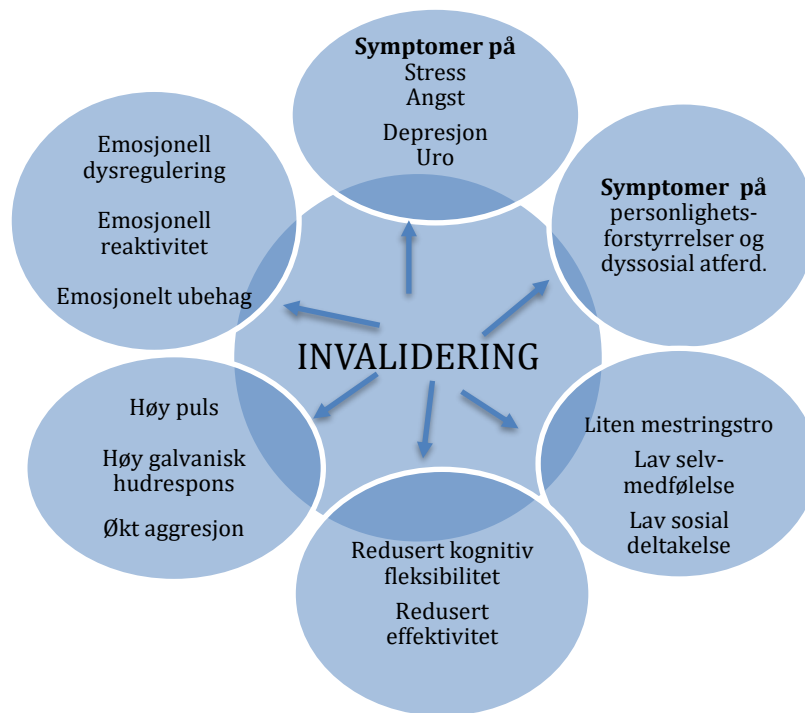 Symptomer på
Stress
Angst
Depresjon
Uro
Symptomer på
personlighets-
forstyrrelser og
dyssosial atferd.
Liten mestringstro
Lav selv-
medfølelse
Lav sosial
deltakelse
Redusert kognitiv
fleksibilitet
Redusert
effektivitet
Høy puls
Høy galvanisk
hudrespons
Økt aggresjon
Emosjonell
dysregulering
Emosjonell
reaktivitet
Emosjonelt ubehag
INVALIDERING